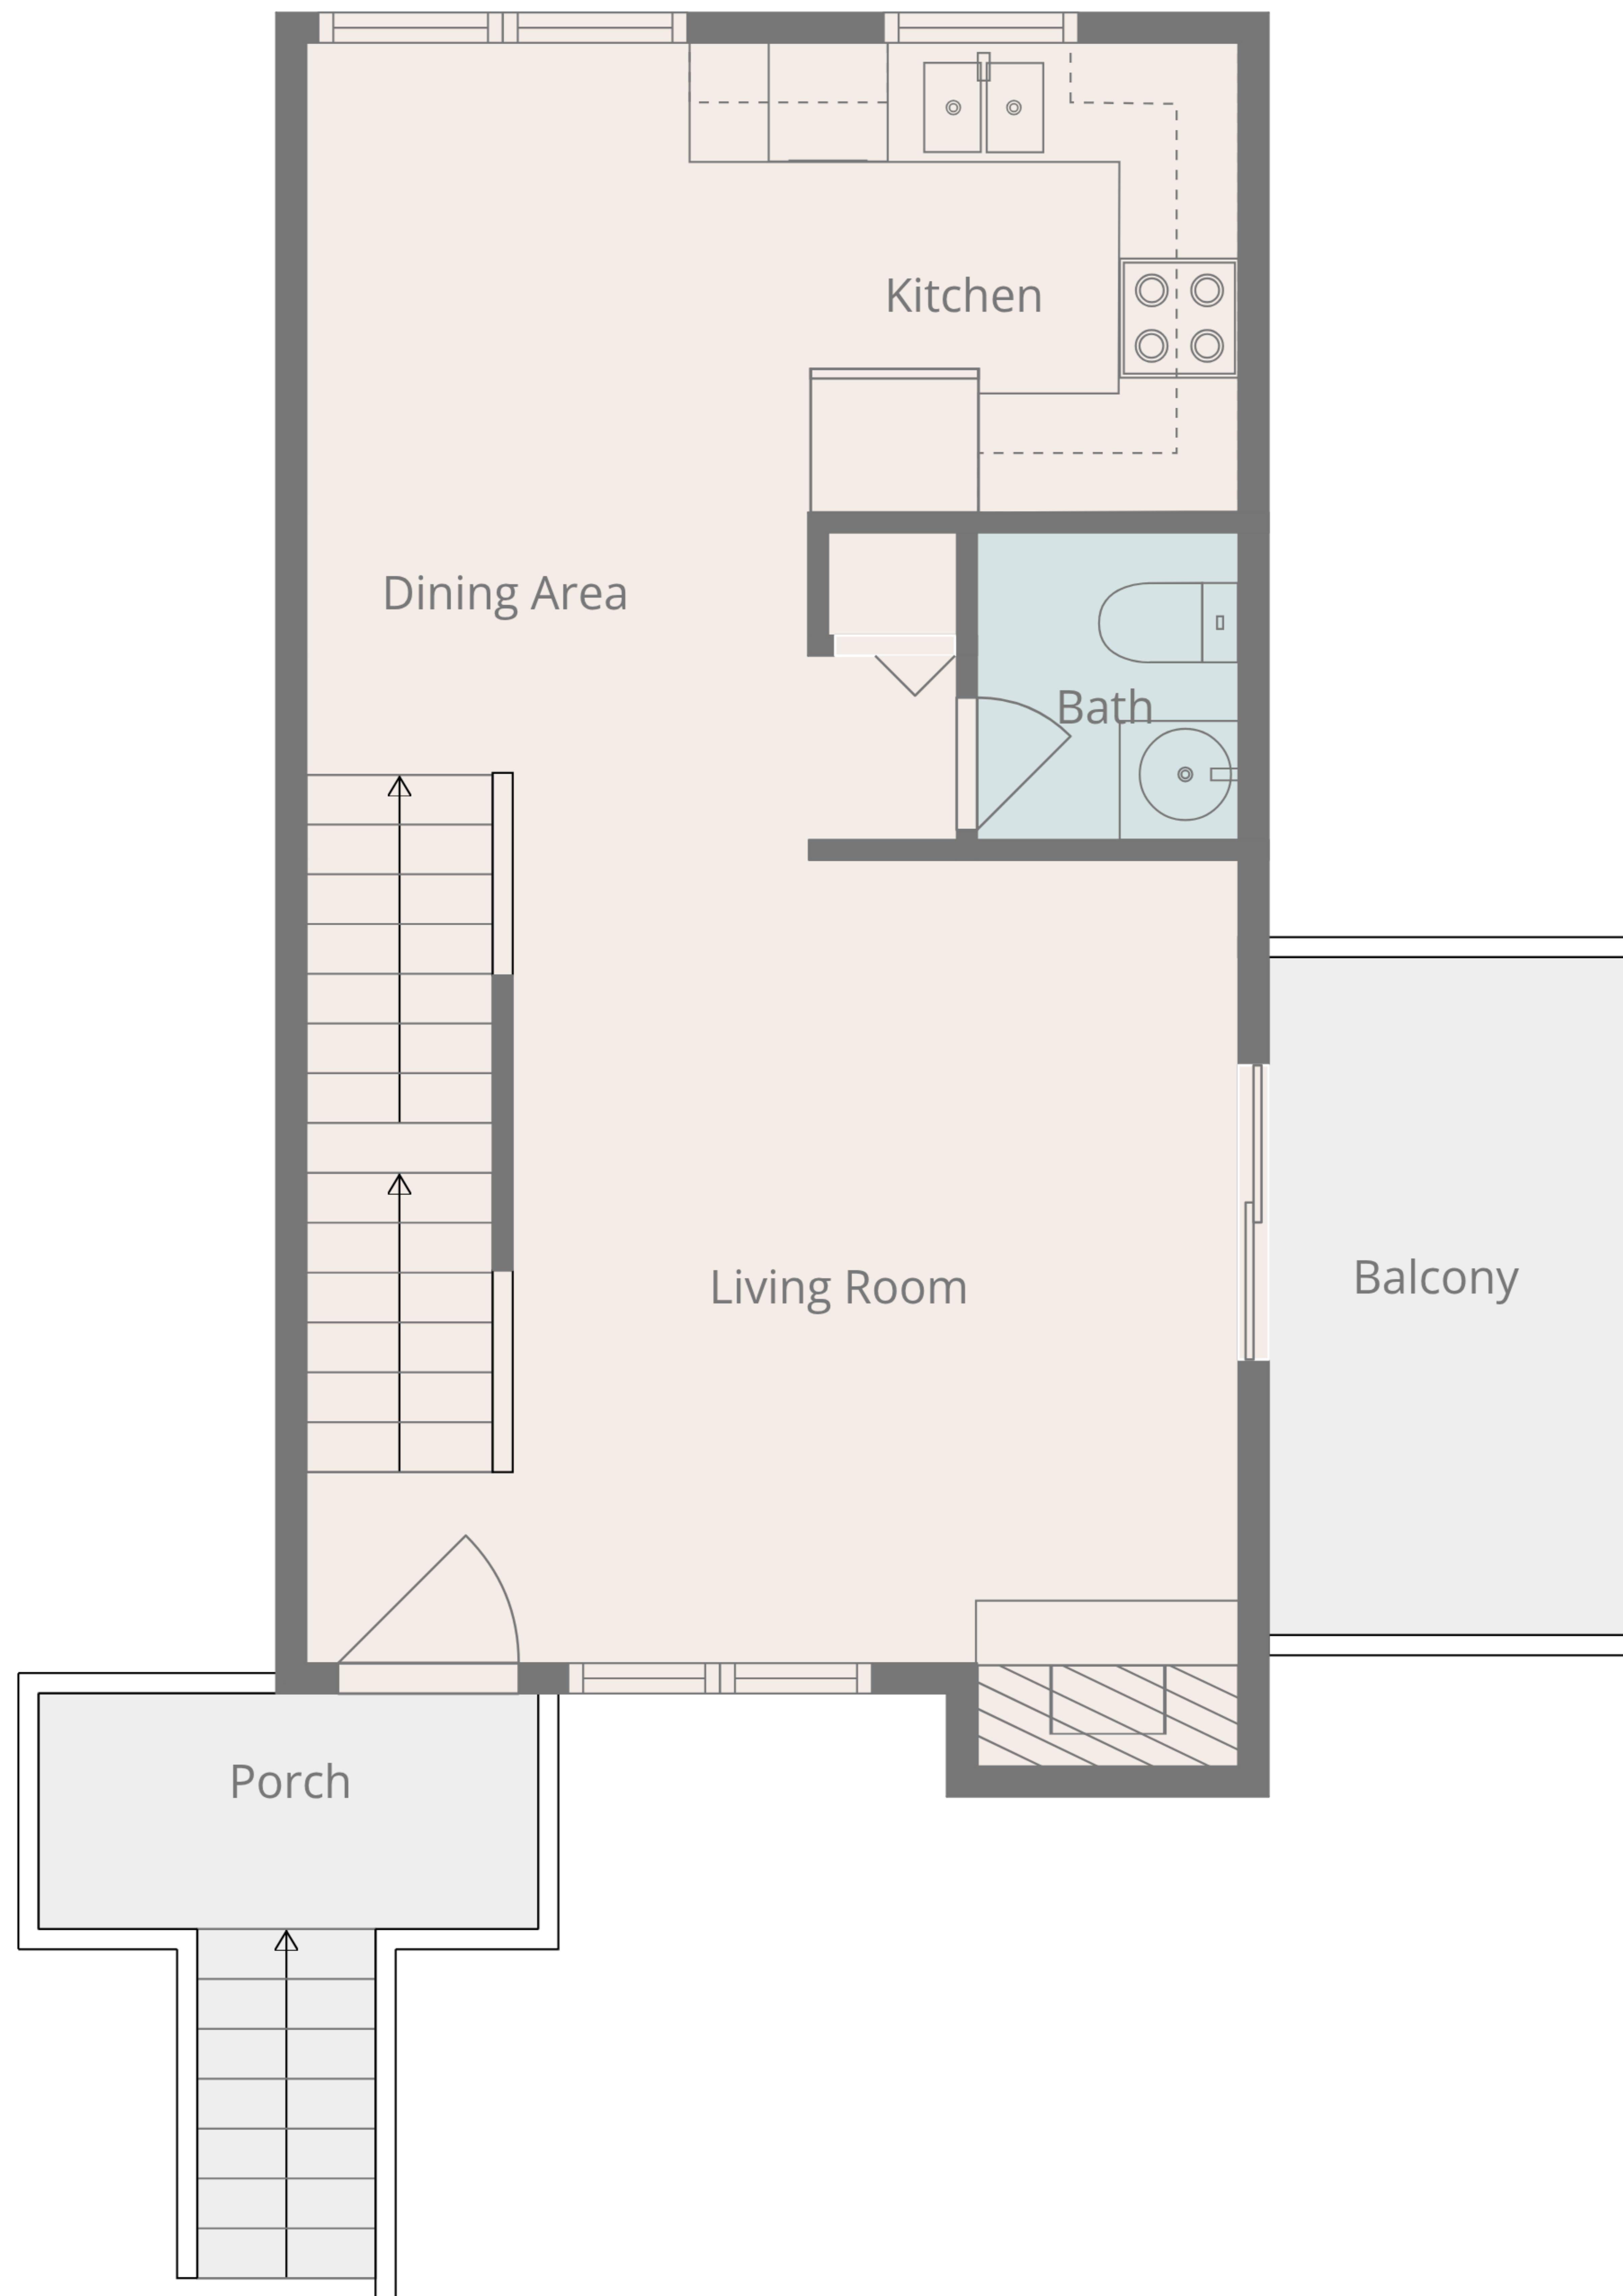 Kitchen
Dining Area
Bath
Living Room
Balcony
Porch